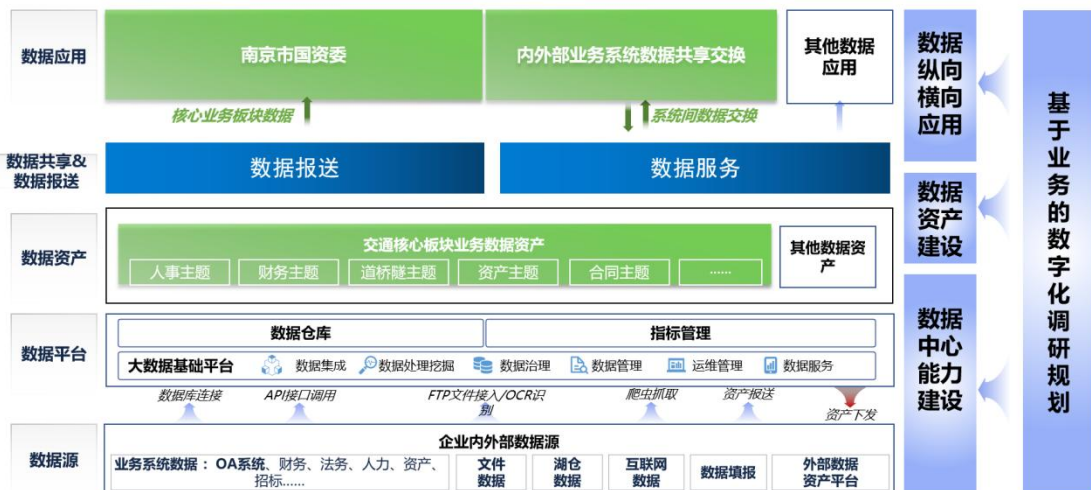 数据应用
南京市国资委
内外部业务系统数据共享交换
其他数据
应用
核心业务板块数据
系统间数据交换
数据共享&
数据报送
数据报送
数据服务
数据资产
交通核心板块业务数据资产
人事主题
财务主题
道桥隧主题
资产主题
合同主题
......
其他数据资
产
数据平台
数据仓库
指标管理
大数据基础平台
数据集成
数据处理挖掘
数据治理
数据管理
运维管理
数据服务
数据库连接
API接口调用
FTP文件接入/OCR识
别
爬虫抓取
资产报送
资产下发
数据源
企业内外部数据源
业务系统数据：OA系统、财务、法务、人力、资产、
招标......
文件
数据
湖仓
数据
互联网
数据
数据填报
外部数据
资产平台
数据
纵向
横向
应用
数据
资产
建设
数据
中心
能力
建设
基于业务的数字化调研规划